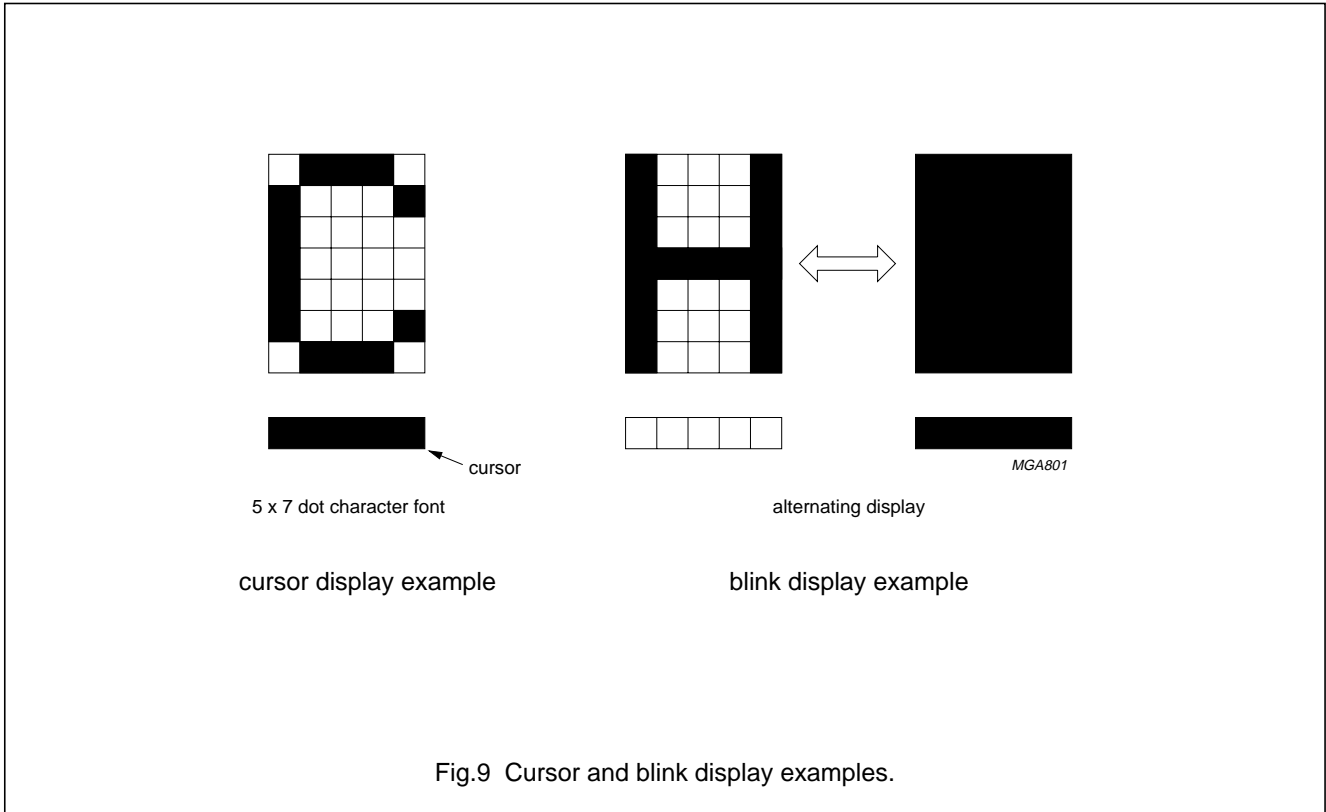 cursor
MGA801
5 x 7 dot character font
alternating display
cursor display example
blink display example
Fig.9 Cursor and blink display examples.